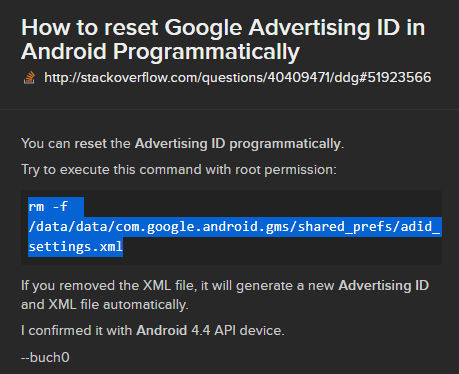 How to reset Google Advertising ID in
Android Programmatically
http://stackoverflow.com/questions/40409471/ddg#51923566
You can reset the Advertising ID programmatically.
Try to execute this command with root permission:
rm -f
/data/data/com.google.android.gms/shared_prefs/adid_
settings.xml
If you removed the XML file, it will generate a new Advertising ID
and XML file automatically.
I confirmed it with Android 4.4 API device.
--buch0